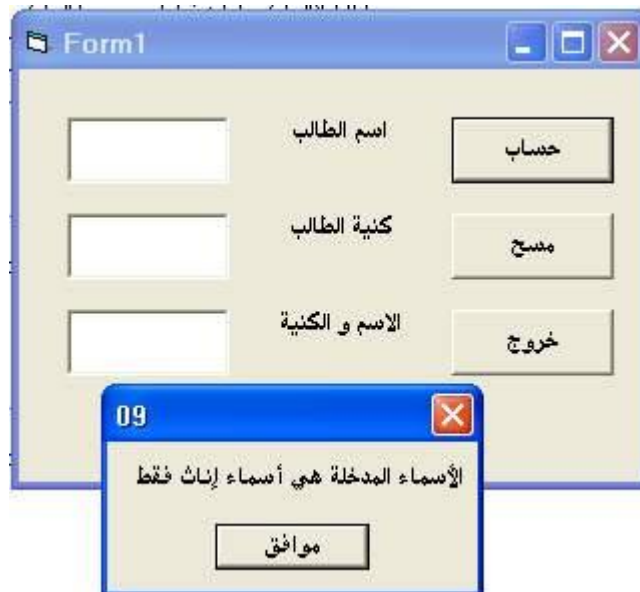 Form1
اسم الطالب
حساب
كنية الطالب
مسح
الاسم و الكنية
خروج
09
الأسماء المدخلة هي أسماء إناث فقط
موافق